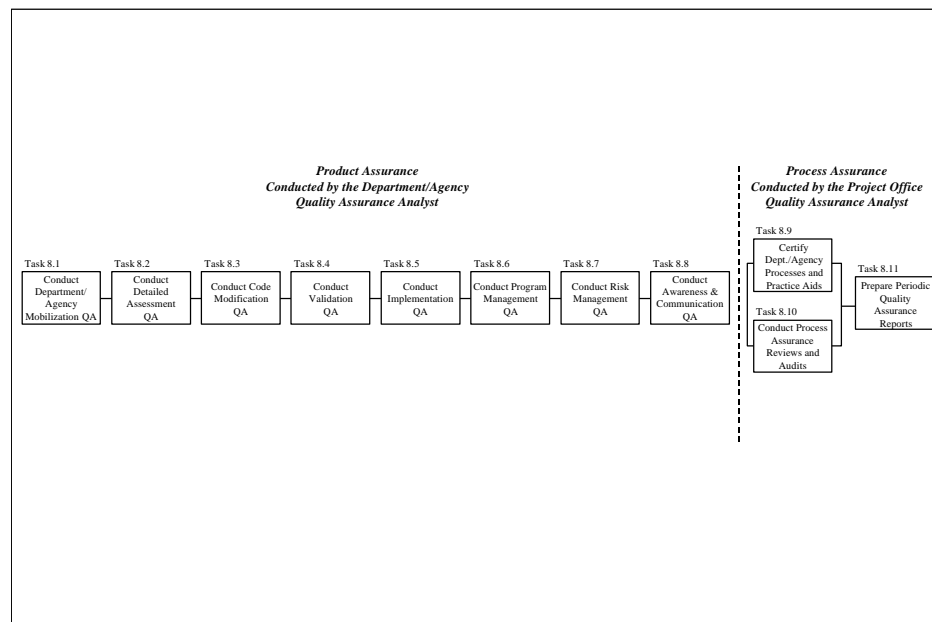 Product Assurance
Conducted by the Department/Agency
Quality Assurance Analyst
Process Assurance
Conducted by the Project Office
Quality Assurance Analyst
Task 8.1
Conduct
Department/
Agency
Mobilization QA
Task 8.2
Conduct
Detailed
Assessment
QA
Task 8.3
Conduct Code
Modification
QA
Task 8.4
Conduct
Validation
QA
Task 8.5
Conduct
Implementation
QA
Task 8.6
Conduct Program
Management
QA
Task 8.7
Conduct Risk
Management
QA
Task 8.8
Conduct
Awareness &
Communication
QA
Task 8.9
Certify
Dept./Agency
Processes and
Practice Aids
Task 8.10
Conduct Process
Assurance
Reviews and
Audits
Task 8.11
Prepare Periodic
Quality
Assurance
Reports